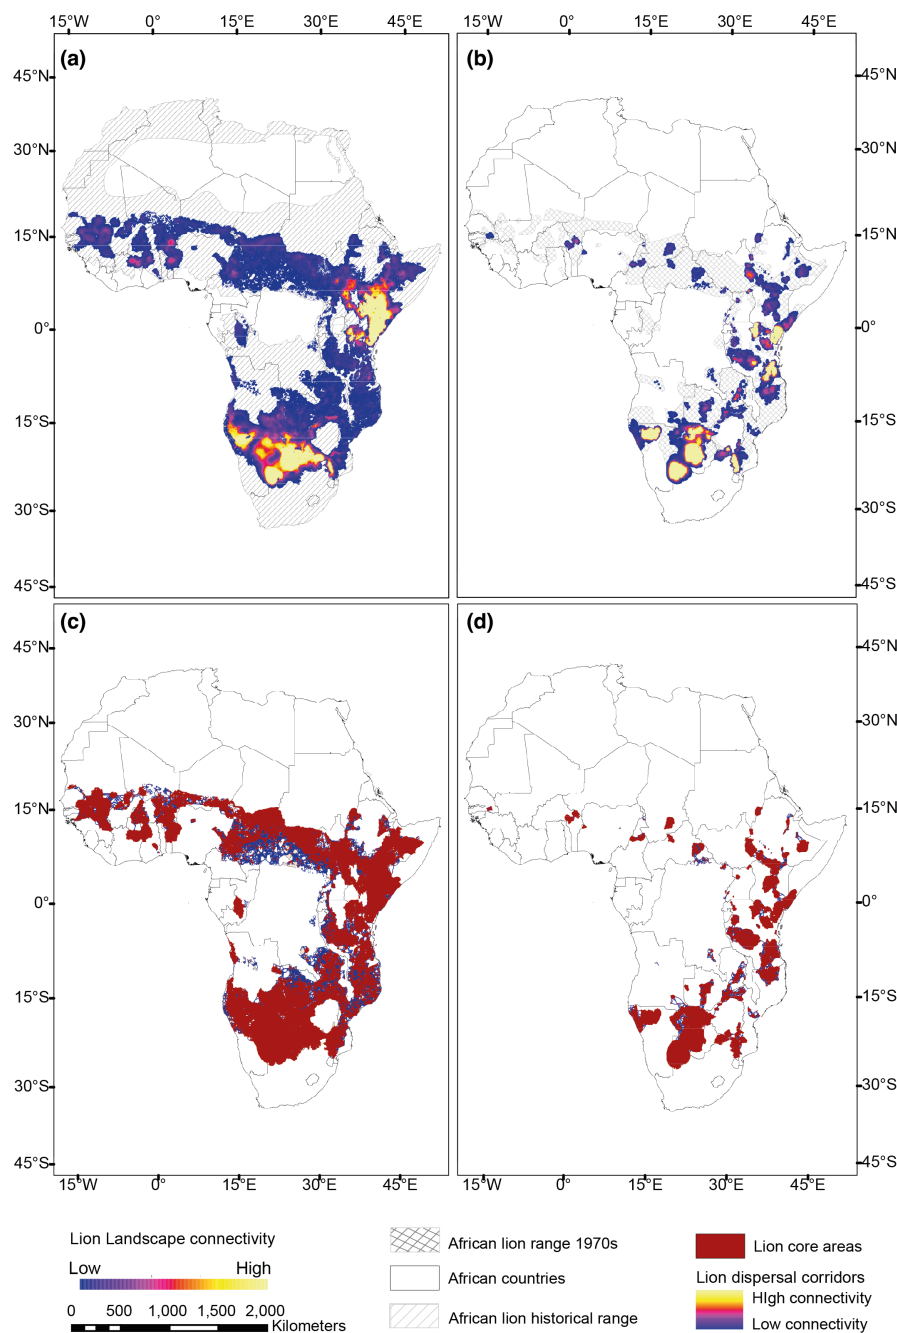 15°W 0° 15°E 30°E 45°E
15°W 0° 15°E 30°E 45°E
(a)
45°N
30°N
15°N
0°
15°S
30°S
45°S
(b)
45°N
30°N
15°N
0°
15°S
30°S
45°S
(c)
45°N
30°N
15°N
0°
15°S
30°S
45°S
(d)
45°N
30°N
15°N
0°
15°S
30°S
45°S
15°W 0° 15°E 30°E 45°E
15°W 0° 15°E 30°E 45°E
Lion Landscape connectivity
Low High
0 500 1,000 1,500 2,000
Kilometers
African lion range 1970s
African countries
African lion historical range
Lion core areas
Lion dispersal corridors
HIgh connectivity
Low connectivity